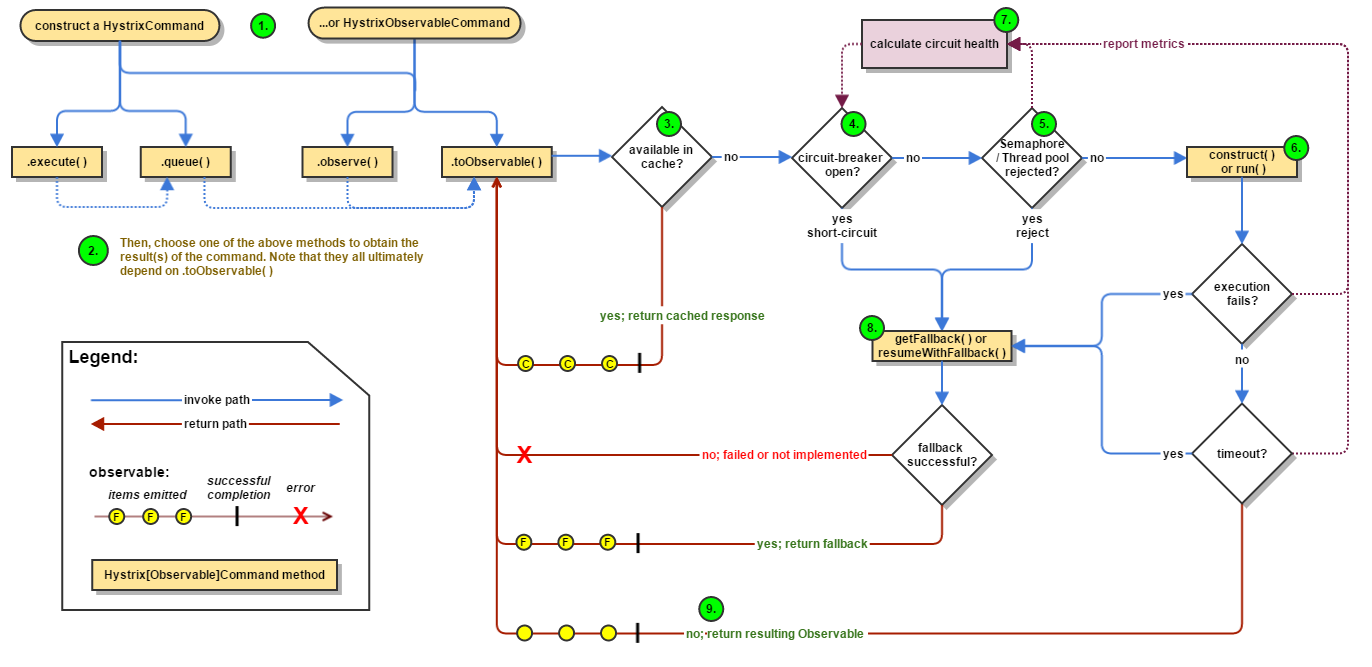 construct a HystrixCommand
1.
...or HystrixObservableCommand
7.
calculate circuit health
report metrics
.execute( )
.queue( )
.observe( )
.toObservable( )
3.
available in
cache?
no
4.
circuit-breaker
open?
no
5.
Semaphore
/ Thread pool
rejected?
no
6.
construct( )
or run( )
yes
short-circuit
yes
reject
2.
Then, choose one of the above methods to obtain the
result(s) of the command. Note that they all ultimately
depend on .toObservable( )
execution
fails?
yes
no
yes; return cached response
C
C
C
8.
getFallback( ) or
resumeWithFallback( )
Legend:
invoke path
return path
observable:
items emitted
successful
completion
error
F
F
F
X
Hystrix[Observable]Command method
X
no; failed or not implemented
fallback
successful?
yes
timeout?
F
F
F
yes; return fallback
9.
no; return resulting Observable